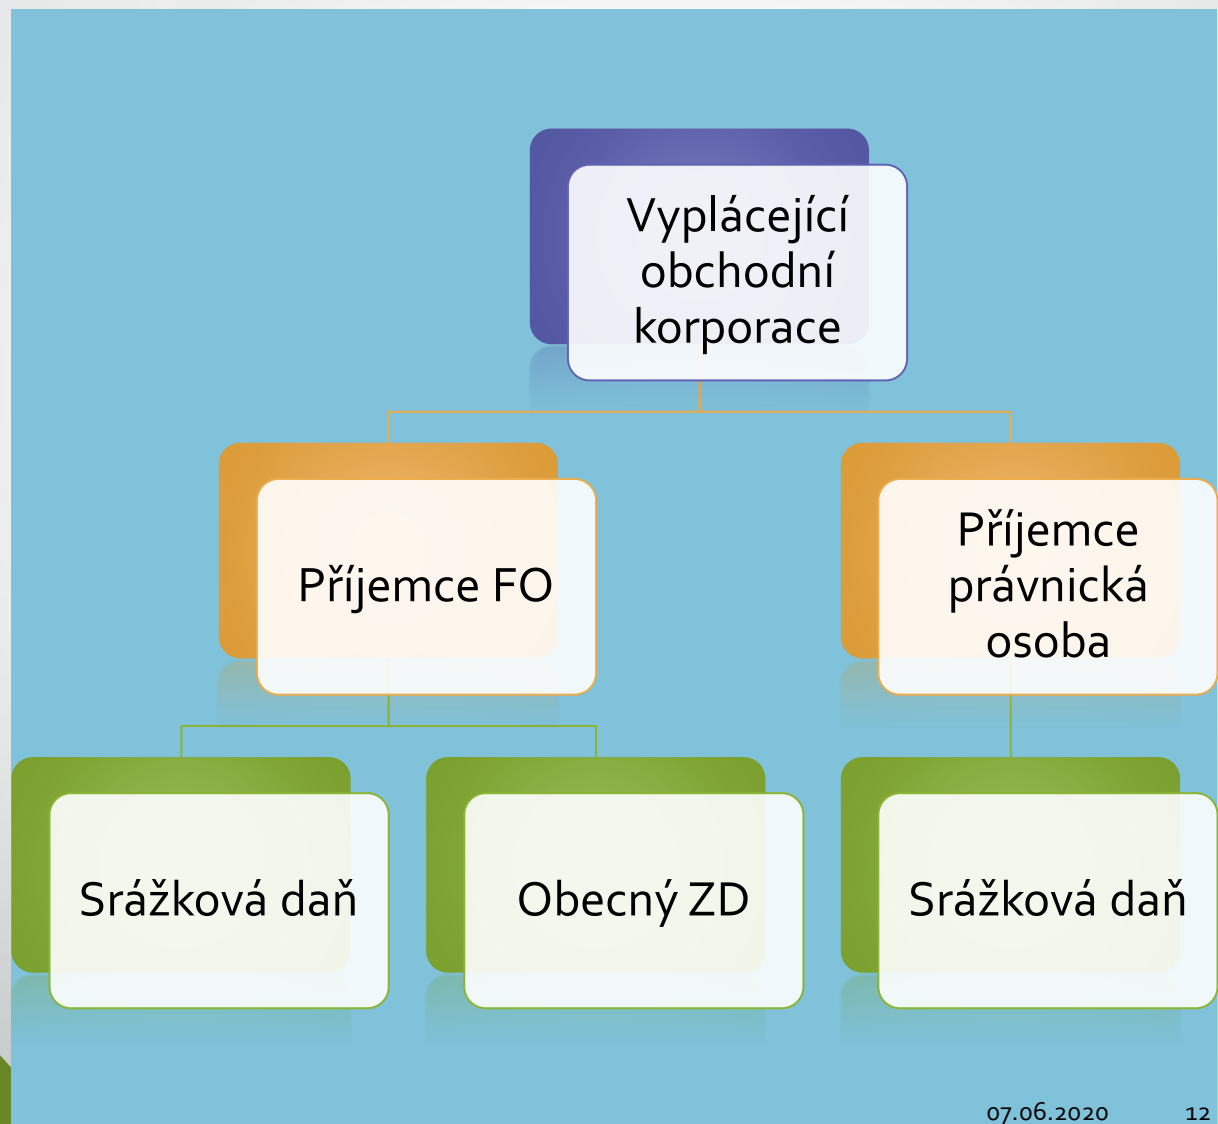 Vyplácející
obchodní
korporace
Příjemce FO
Příjemce
právnická
osoba
Srážková daň
Obecný ZD
Srážková daň
07.06.2020
12